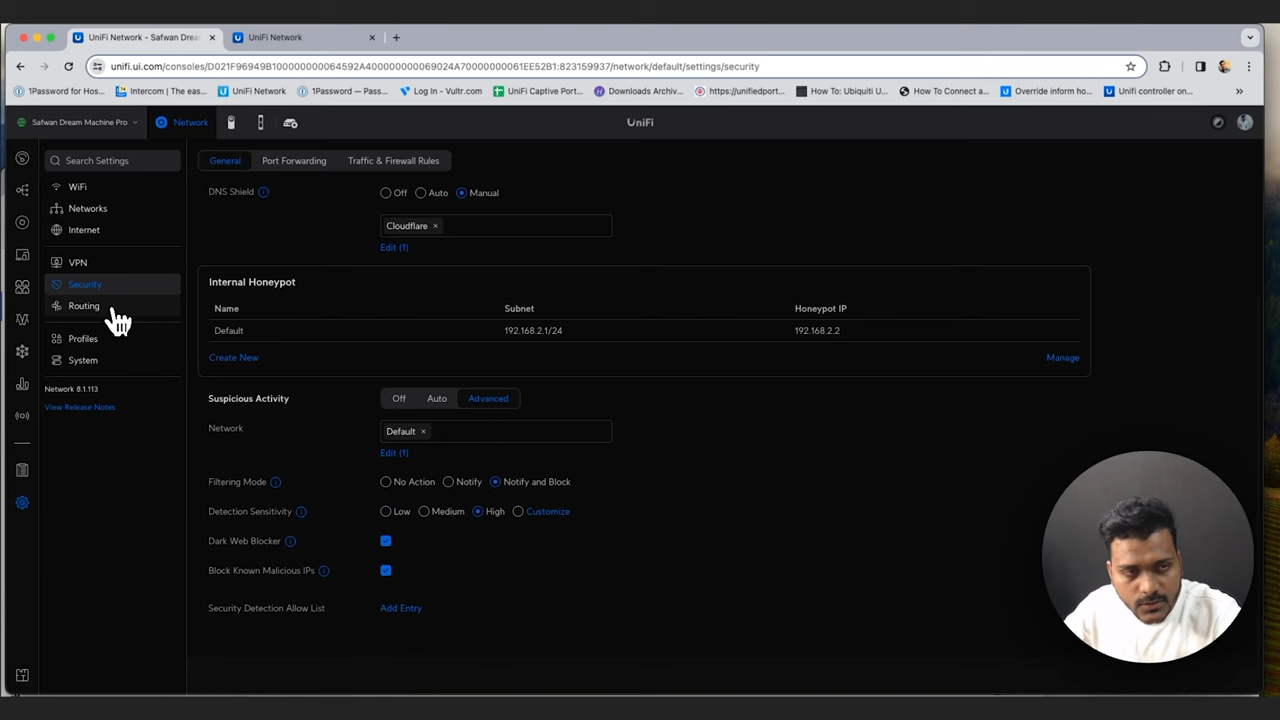 UniFi Network - Safwan Drea
UniFi Network
unifi.ui.com/consoles/D021F96949B10000000064592A400000000069024A70000000061EE52B1:823159937/network/default/settings/security
1Password for Hos...
Intercom | The eas...
UniFi Network
1Password — Pass...
Log In - Vultr.com
UniFi Captive Port...
Downloads Archiv...
https://unifiedport...
How To: Ubiquiti U...
How To Connect a...
Override inform ho...
Unifi controller on...
Safwan Dream Machine Pro
Network
UniFi
Search Settings
General
Port Forwarding
Traffic & Firewall Rules
WiFi
Networks
Internet
VPN
Security
Routing
Profiles
System
Network 8.1.113
View Release Notes
DNS Shield
Off
Auto
Manual
Cloudflare
Edit (1)
Internal Honeypot
Name
Subnet
Honeypot IP
Default
192.168.2.1/24
192.168.2.2
Create New
Manage
Suspicious Activity
Off
Auto
Advanced
Network
Default
Edit (1)
Filtering Mode
No Action
Notify
Notify and Block
Detection Sensitivity
Low
Medium
High
Customize
Dark Web Blocker
Block Known Malicious IPs
Security Detection Allow List
Add Entry